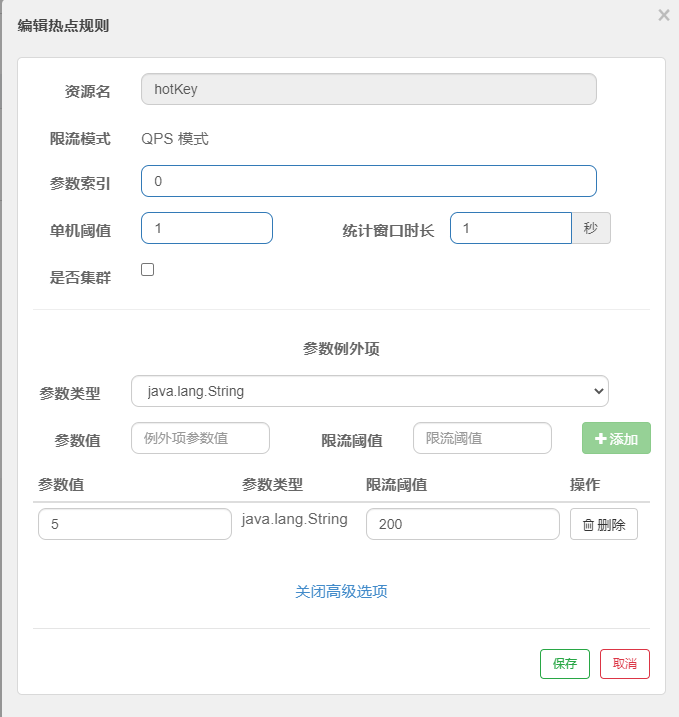 编辑热点规则 ×
资源名 hotKey
限流模式 QPS 模式
参数索引 0
单机阈值 1 统计窗口时长 1 秒
是否集群
参数例外项
参数类型 java.lang.String
参数值 例外项参数值 限流阈值 限流阈值 添加
参数值 参数类型 限流阈值 操作
5 java.lang.String 200 删除
关闭高级选项
保存 取消